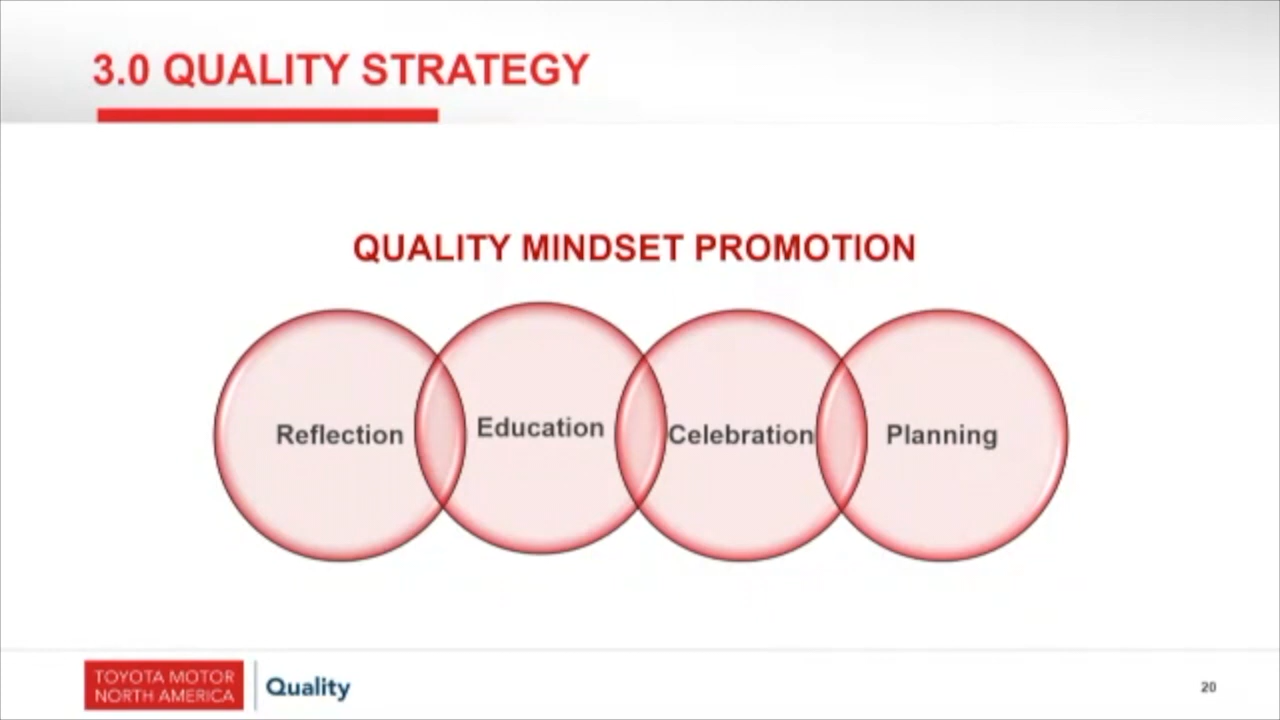 3.0 QUALITY STRATEGY
QUALITY MINDSET PROMOTION
Reflection
Education
Celebration
Planning
TOYOTA MOTOR
NORTH AMERICA
Quality
20